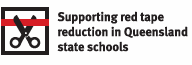 Supporting red tape
reduction in Queensland
state schools